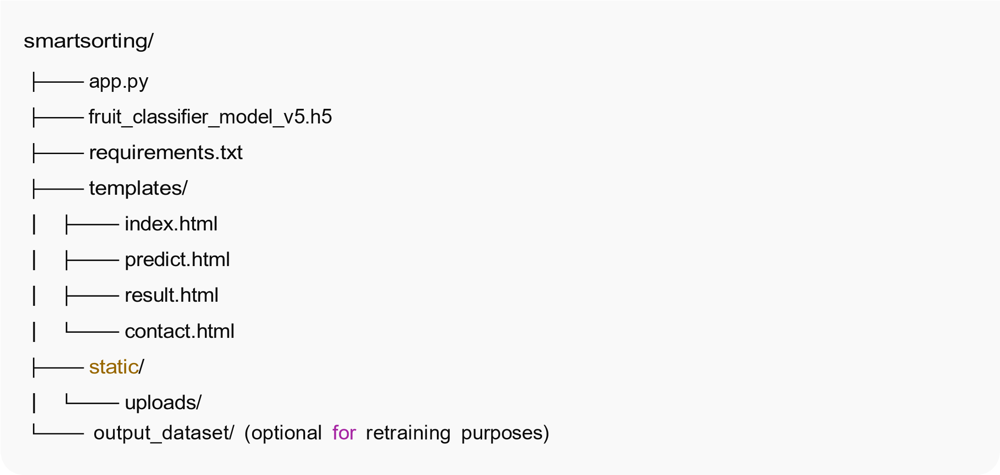 smartsorting/
├── app.py
├── fruit_classifier_model_v5.h5
├── requirements.txt
├── templates/
│   ├── index.html
│   ├── predict.html
│   ├── result.html
│   └── contact.html
├── static/
│   └── uploads/
└── output_dataset/ (optional for retraining purposes)